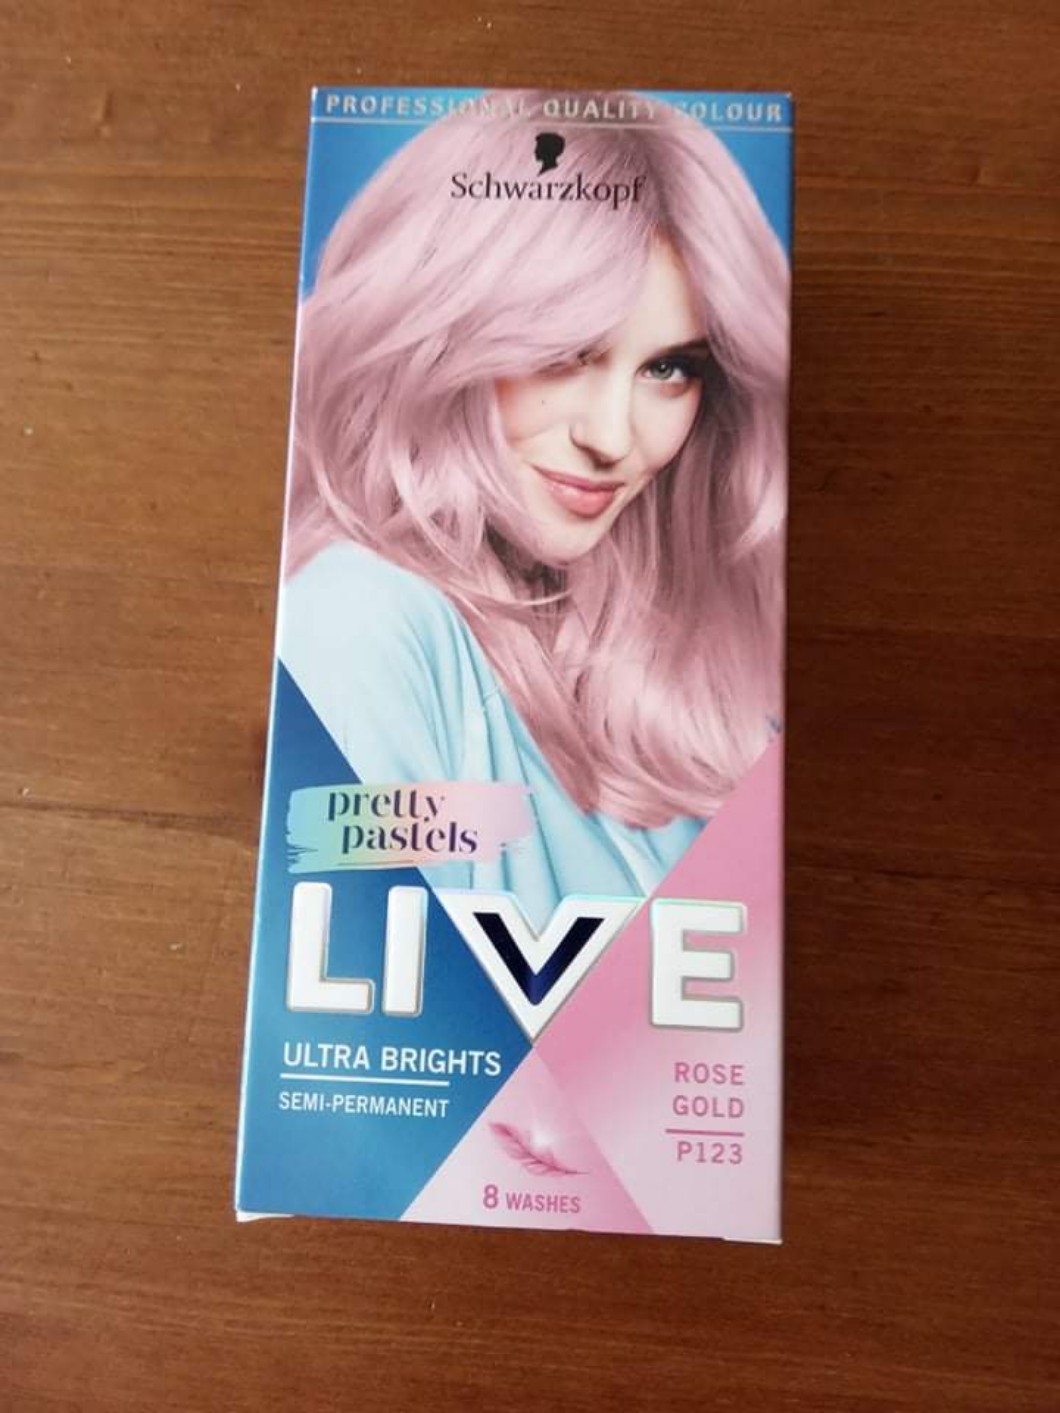 PROFESSIONAL QUALITY COLOUR
Schwarzkopf
pretty
pastels
LIVE
ULTRA BRIGHTS
SEMI-PERMANENT
ROSE
GOLD
P123
8 WASHES